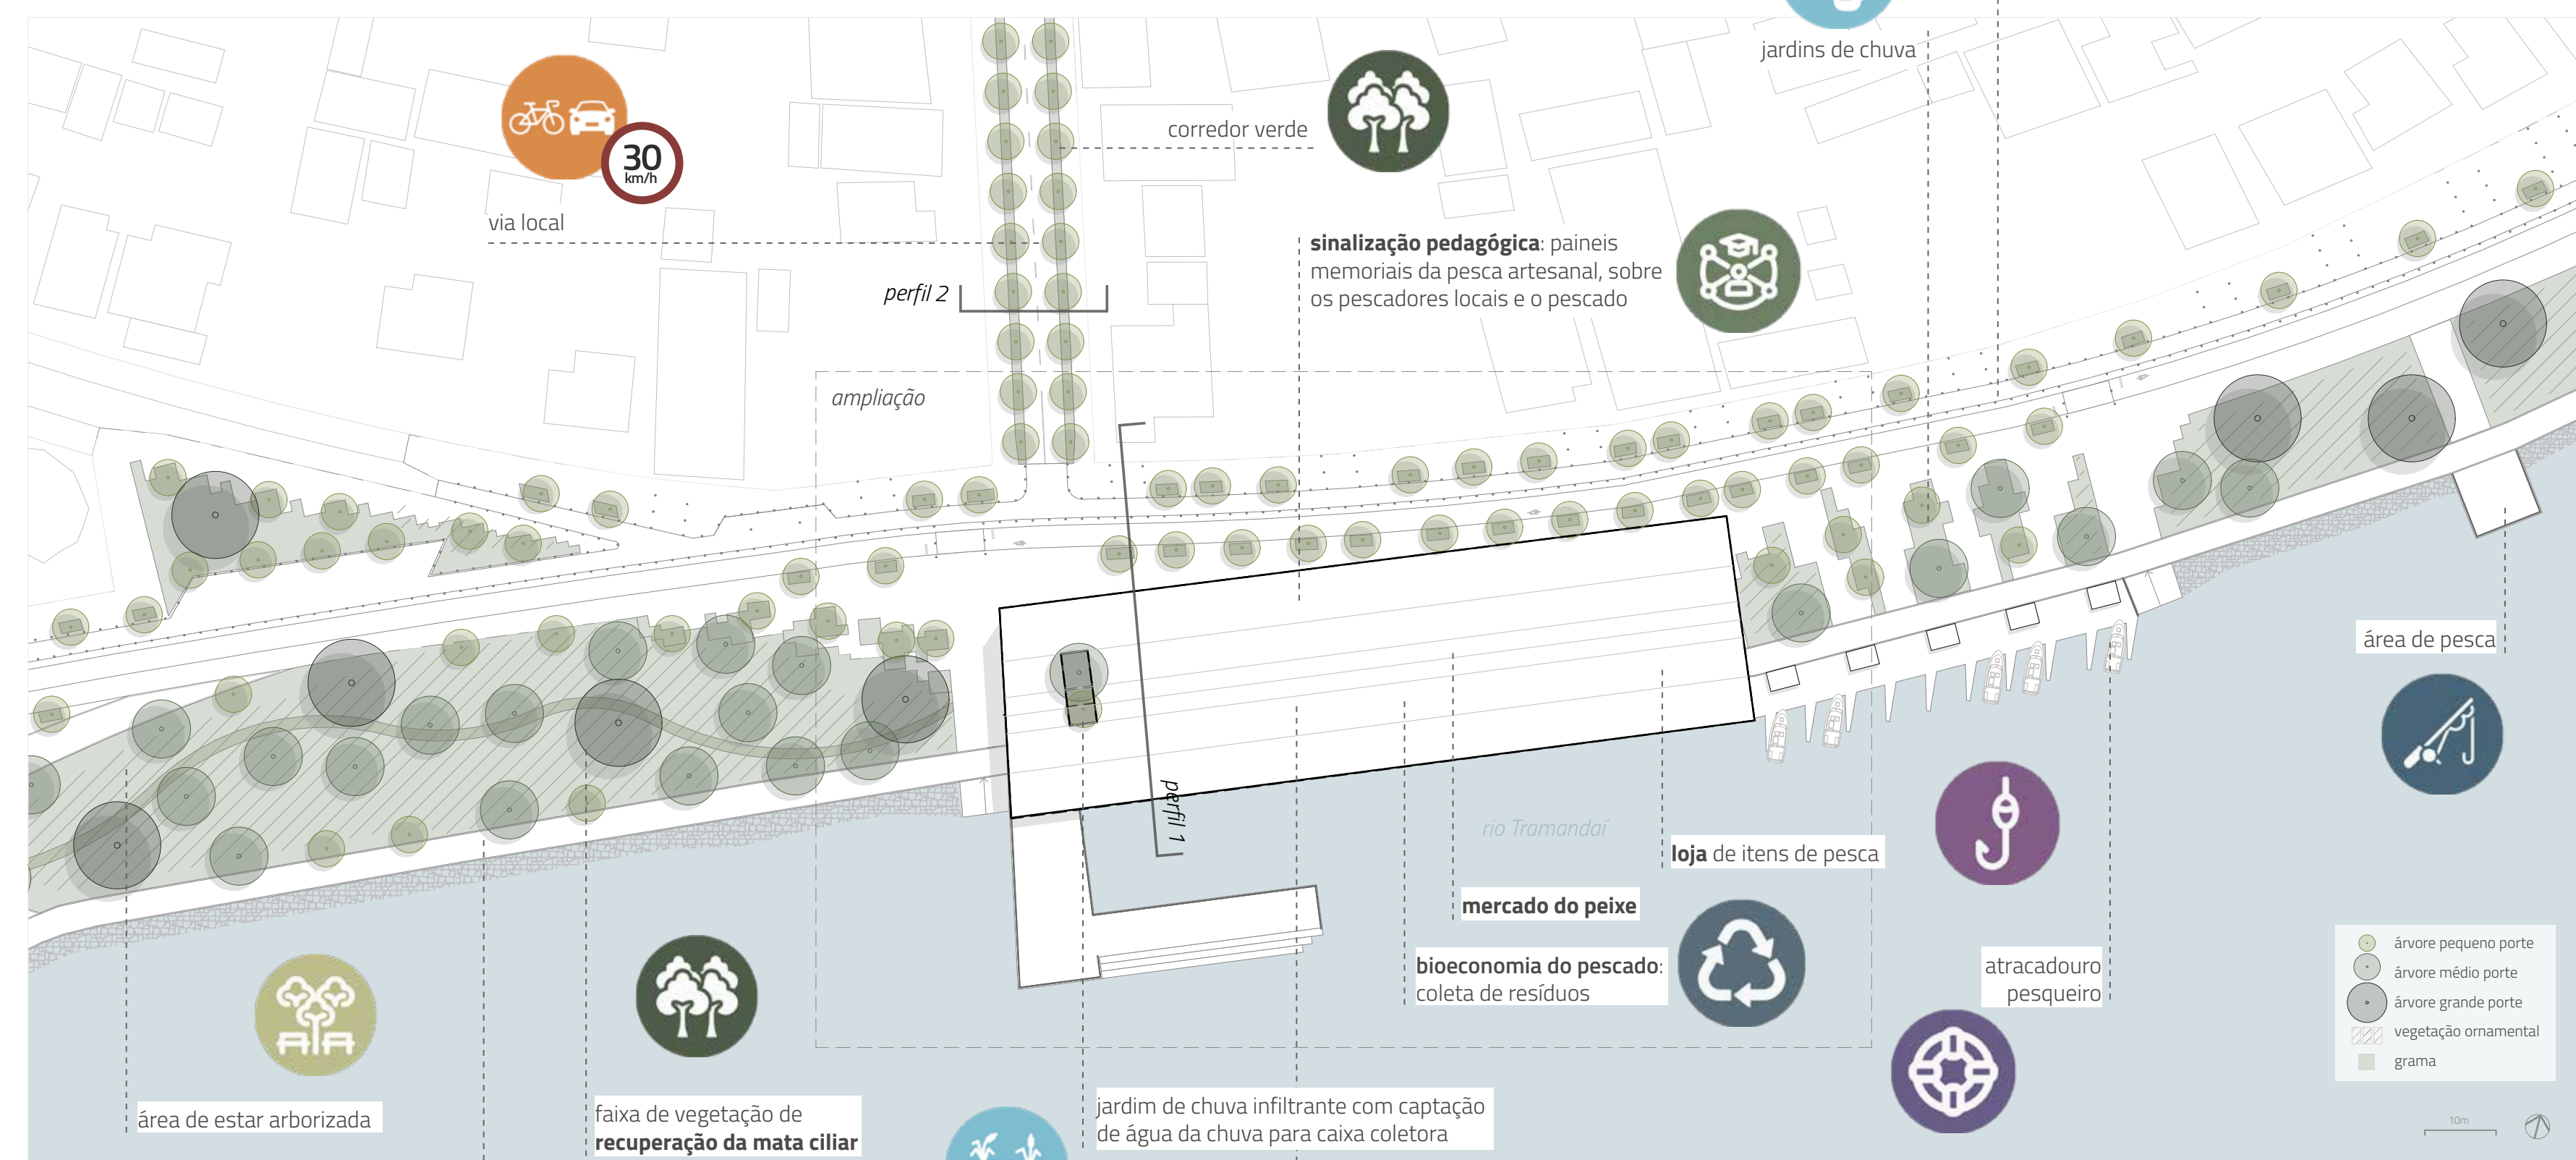 jardins de chuva
30
km/h
corredor verde
via local
sinalização pedagógica: paineis
memoriais da pesca artesanal, sobre
os pescadores locais e o pescado
perfil 2
ampliação
área de pesca
perfil 1
rio Tramandaí
loja de itens de pesca
mercado do peixe
bioeconomia do pescado:
coleta de resíduos
atracadouro
pesqueiro
árvore pequeno porte
árvore médio porte
árvore grande porte
vegetação ornamental
grama
área de estar arborizada
faixa de vegetação de
recuperação da mata ciliar
jardim de chuva infiltrante com captação
de água da chuva para caixa coletora
10m